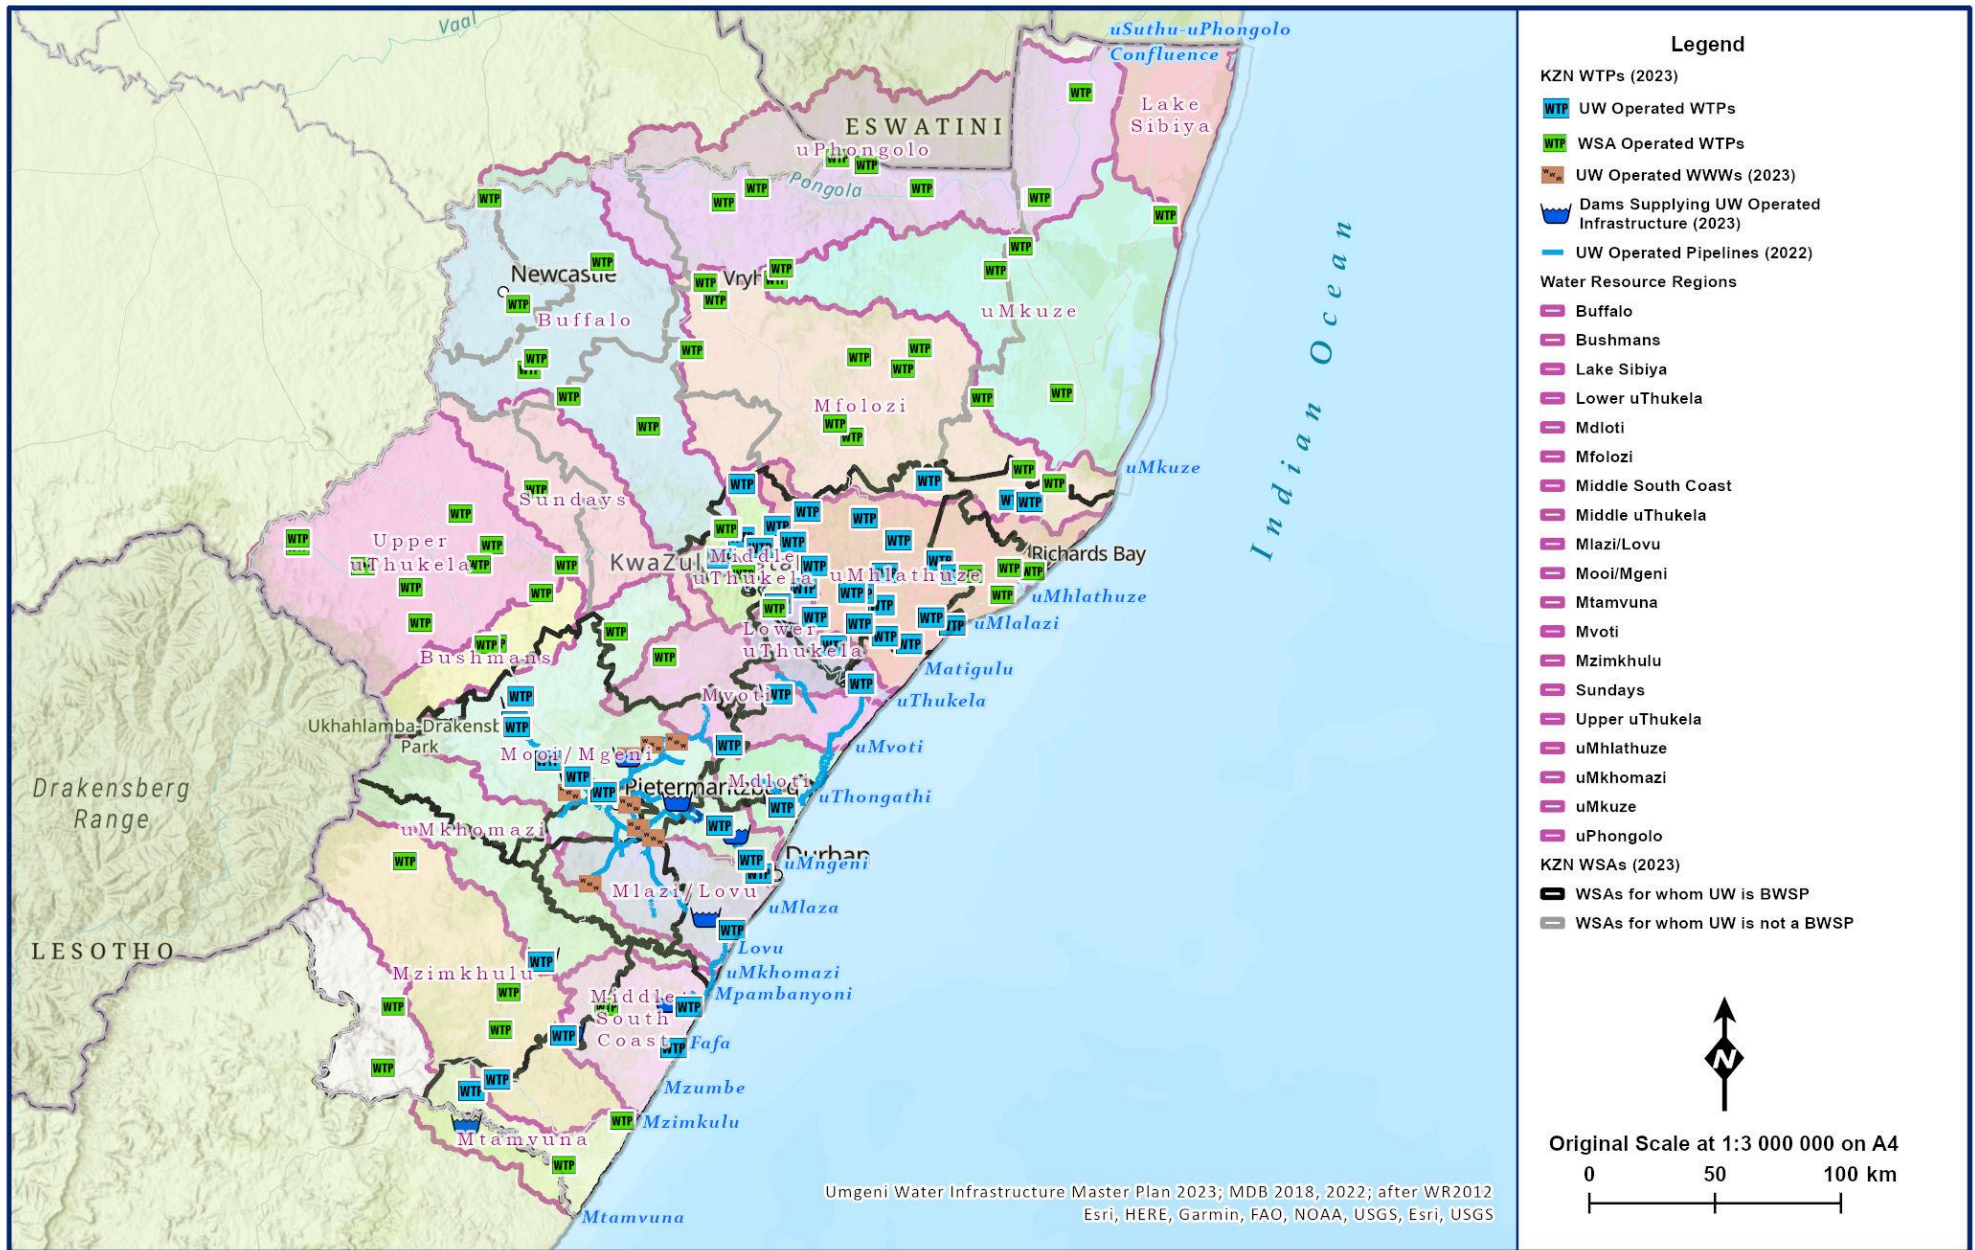 Vaal
uSuthu-uPhongolo
Confluence
Lake
Sibiya
ESWATINI
uPhongolo
Pongola
WTP
Newcastle
Vryh
uMkuze
Buffalo
Mfolozi
Indian Ocean
uMkuze
Sundays
Upper
uThukela
KwaZul
Middle
uThukela
Richards Bay
uMhlathuze
uMhlathuze
uMlalazi
Lower
uThukela
Bushmans
Matigulu
Mvoti
uThukela
Ukhahlamba-Drakensb
Park
Mooi/Mgeni
uMvoti
Drakensberg
Range
Pietermaritzb
Mdloti
uThongathi
uMkhomazi
Durban
uMngeni
Mlazi/Lovu
uMlaza
LESOTHO
Lovu
Mzimkhulu
uMkhomazi
Middle
South
Coast
Mpambanyoni
Fafa
Mzumbe
Mzimkulu
Mtamvuna
Mtamvuna
Umgeni Water Infrastructure Master Plan 2023; MDB 2018, 2022; after WR2012
Esri, HERE, Garmin, FAO, NOAA, USGS, Esri, USGS
Legend
KZN WTPs (2023)
WTP UW Operated WTPs
WTP WSA Operated WTPs
UW Operated WWWs (2023)
Dams Supplying UW Operated
Infrastructure (2023)
UW Operated Pipelines (2022)
Water Resource Regions
Buffalo
Bushmans
Lake Sibiya
Lower uThukela
Mdloti
Mfolozi
Middle South Coast
Middle uThukela
Mlazi/Lovu
Mooi/Mgeni
Mtamvuna
Mvoti
Mzimkhulu
Sundays
Upper uThukela
uMhlathuze
uMkhomazi
uMkuze
uPhongolo
KZN WSAs (2023)
WSAs for whom UW is BWSP
WSAs for whom UW is not a BWSP
N
Original Scale at 1:3 000 000 on A4
0 50 100 km